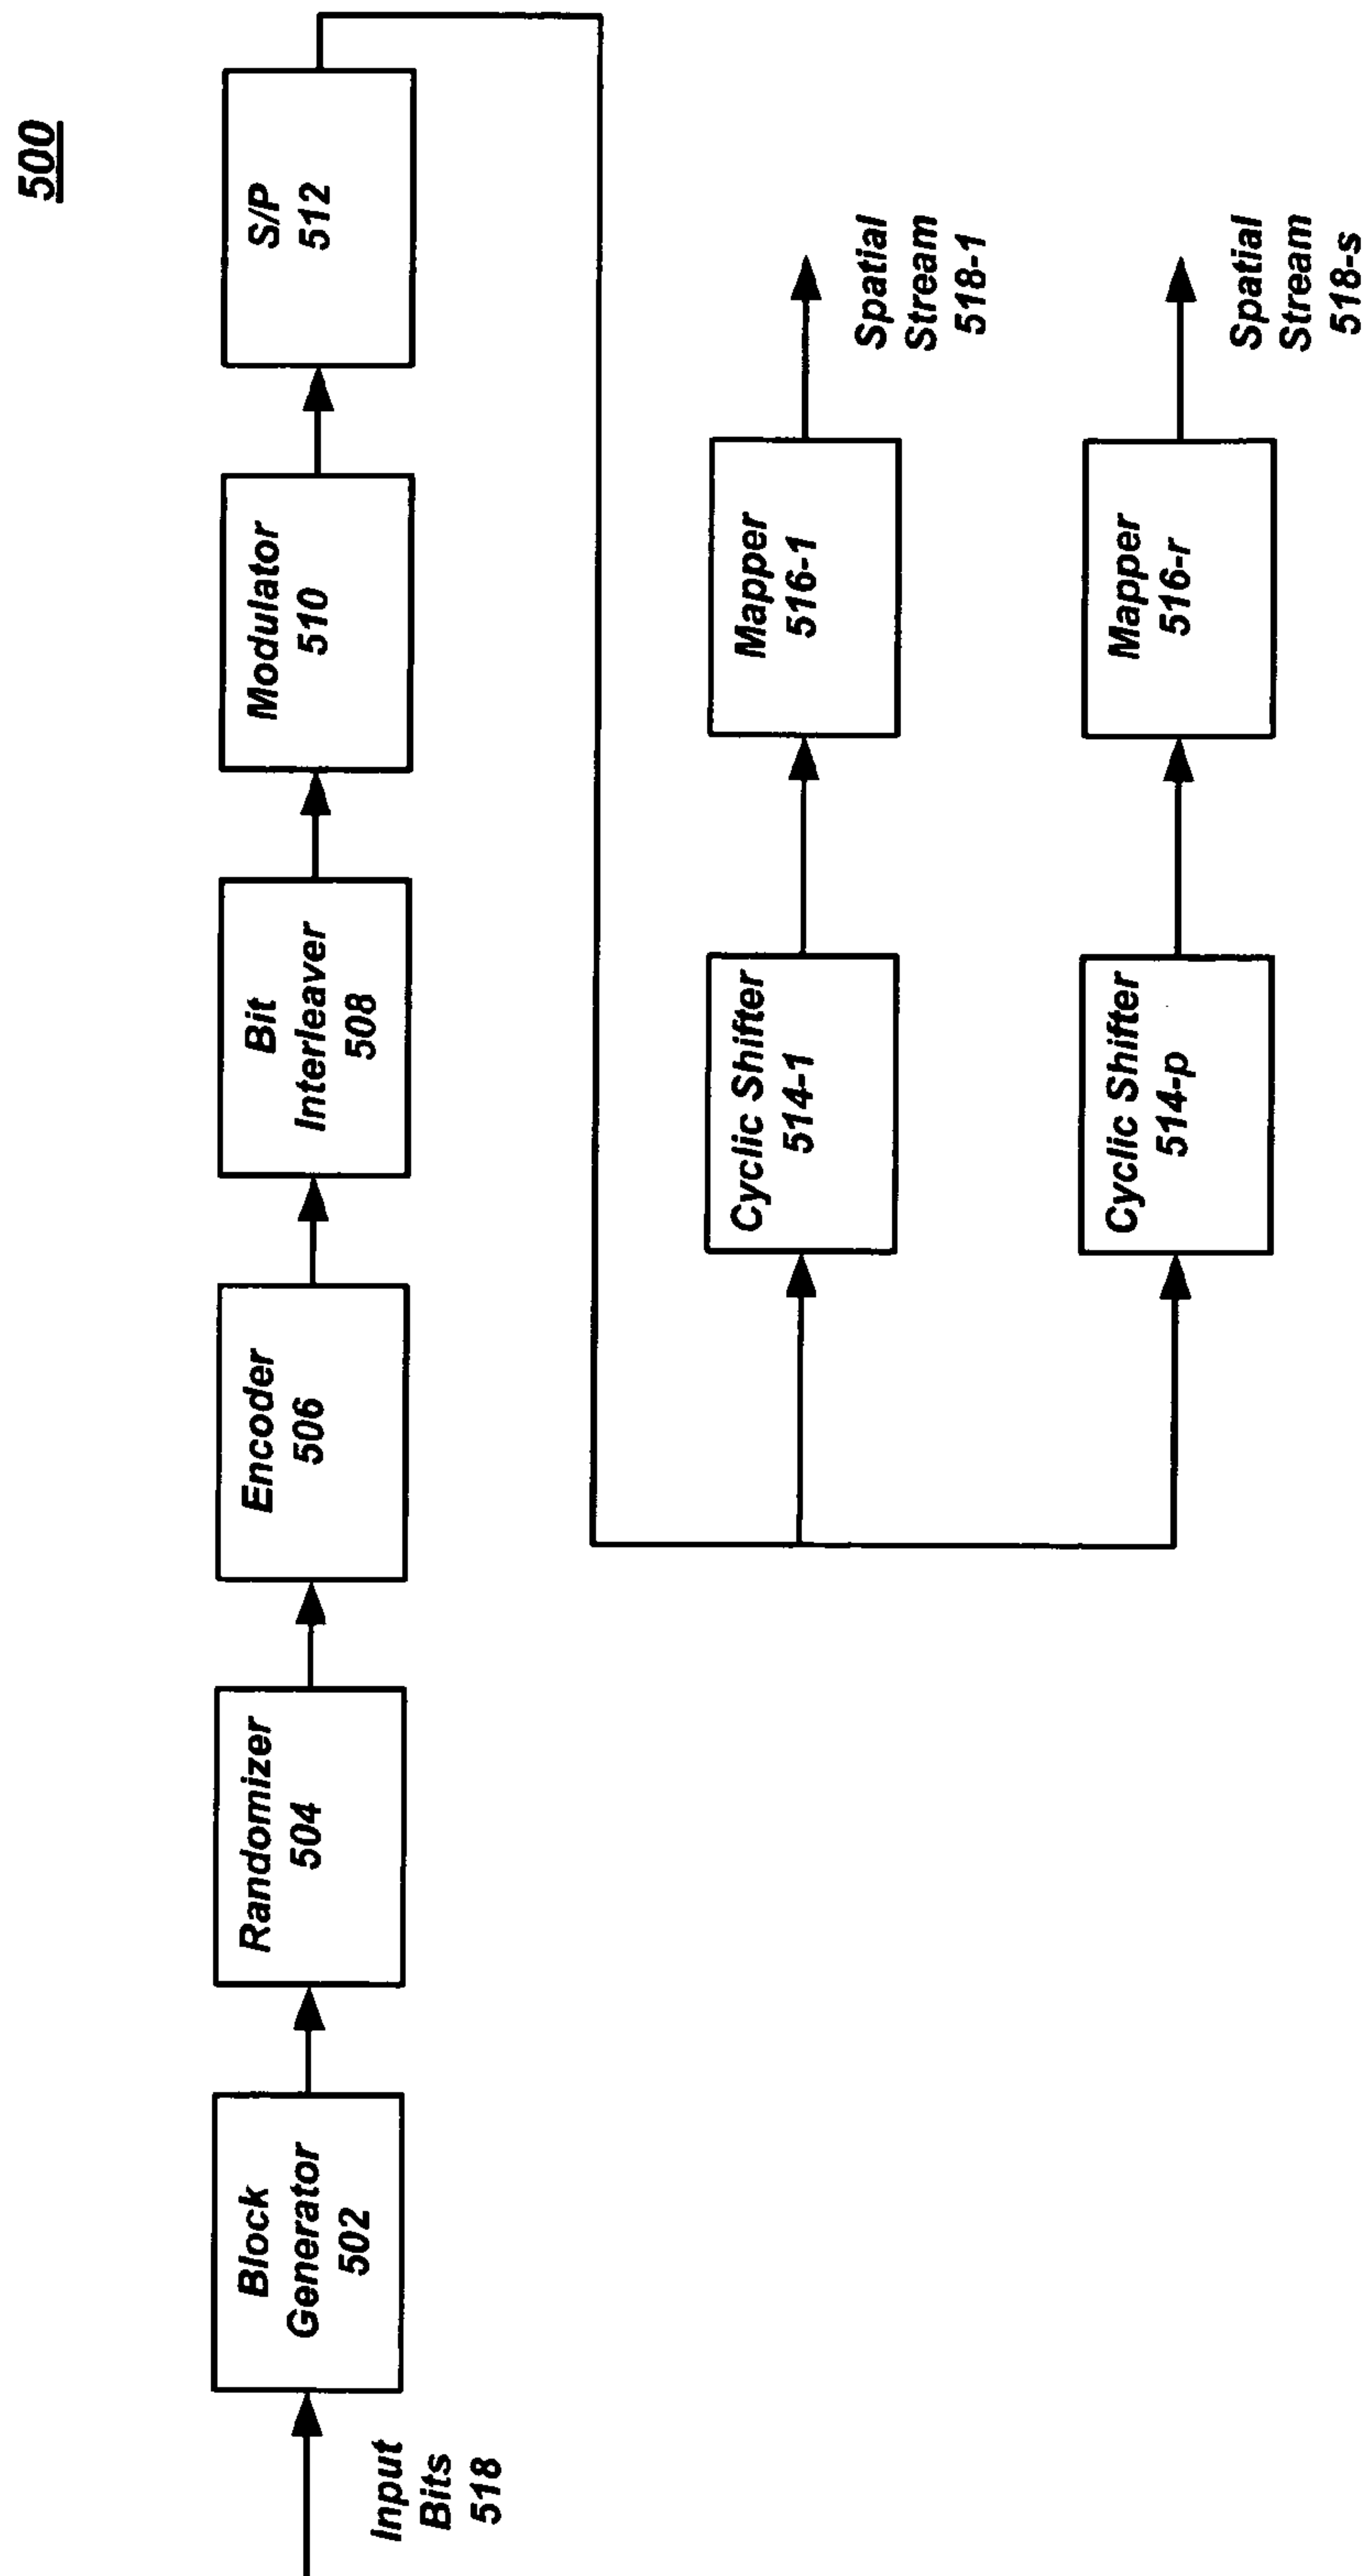 500
Input
Bits
518
Block
Generator
502
Randomizer
504
Encoder
506
Bit
Interleaver
508
Modulator
510
S/P
512
Cyclic Shifter
514-1
Mapper
516-1
Spatial
Stream
518-1
Cyclic Shifter
514-p
Mapper
516-r
Spatial
Stream
518-s